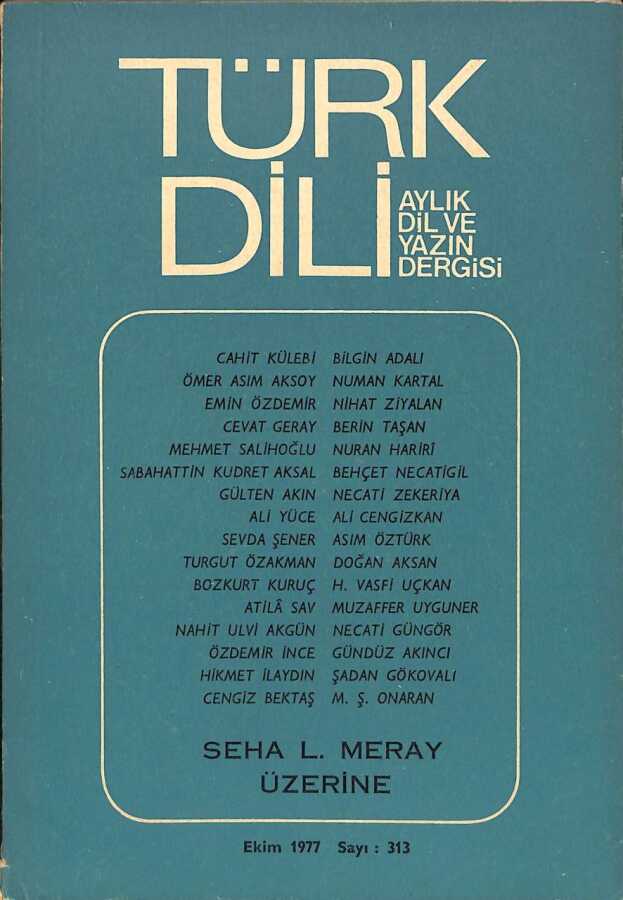 TÜRK
DİLİ
AYLIK
DİL VE
YAZIN
DERGİSİ
CAHİT KÜLEBİ BİLGİN ADALI
ÖMER ASIM AKSOY NUMAN KARTAL
EMİN ÖZDEMİR NİHAT ZİYALAN
CEVAT GERAY BERİN TAŞAN
MEHMET SALİHOĞLU NURAN HARİRÎ
SABAHATTİN KUDRET AKSAL BEHÇET NECATİGİL
GÜLTEN AKIN NECATİ ZEKERİYA
ALİ YÜCE ALİ CENGİZKAN
SEVDA ŞENER ASIM ÖZTÜRK
TURGUT ÖZAKMAN DOĞAN AKSAN
BOZKURT KURUÇ H. VASFİ UÇKAN
ATİLÂ SAV MUZAFFER UYGUNER
NAHİT ULVİ AKGÜN NECATİ GÜNGÖR
ÖZDEMİR İNCE GÜNDÜZ AKINCI
HİKMET İLAYDIN ŞADAN GÖKOVALI
CENGİZ BEKTAŞ M. Ş. ONARAN
SEHA L. MERAY
ÜZERİNE
Ekim 1977 Sayı : 313